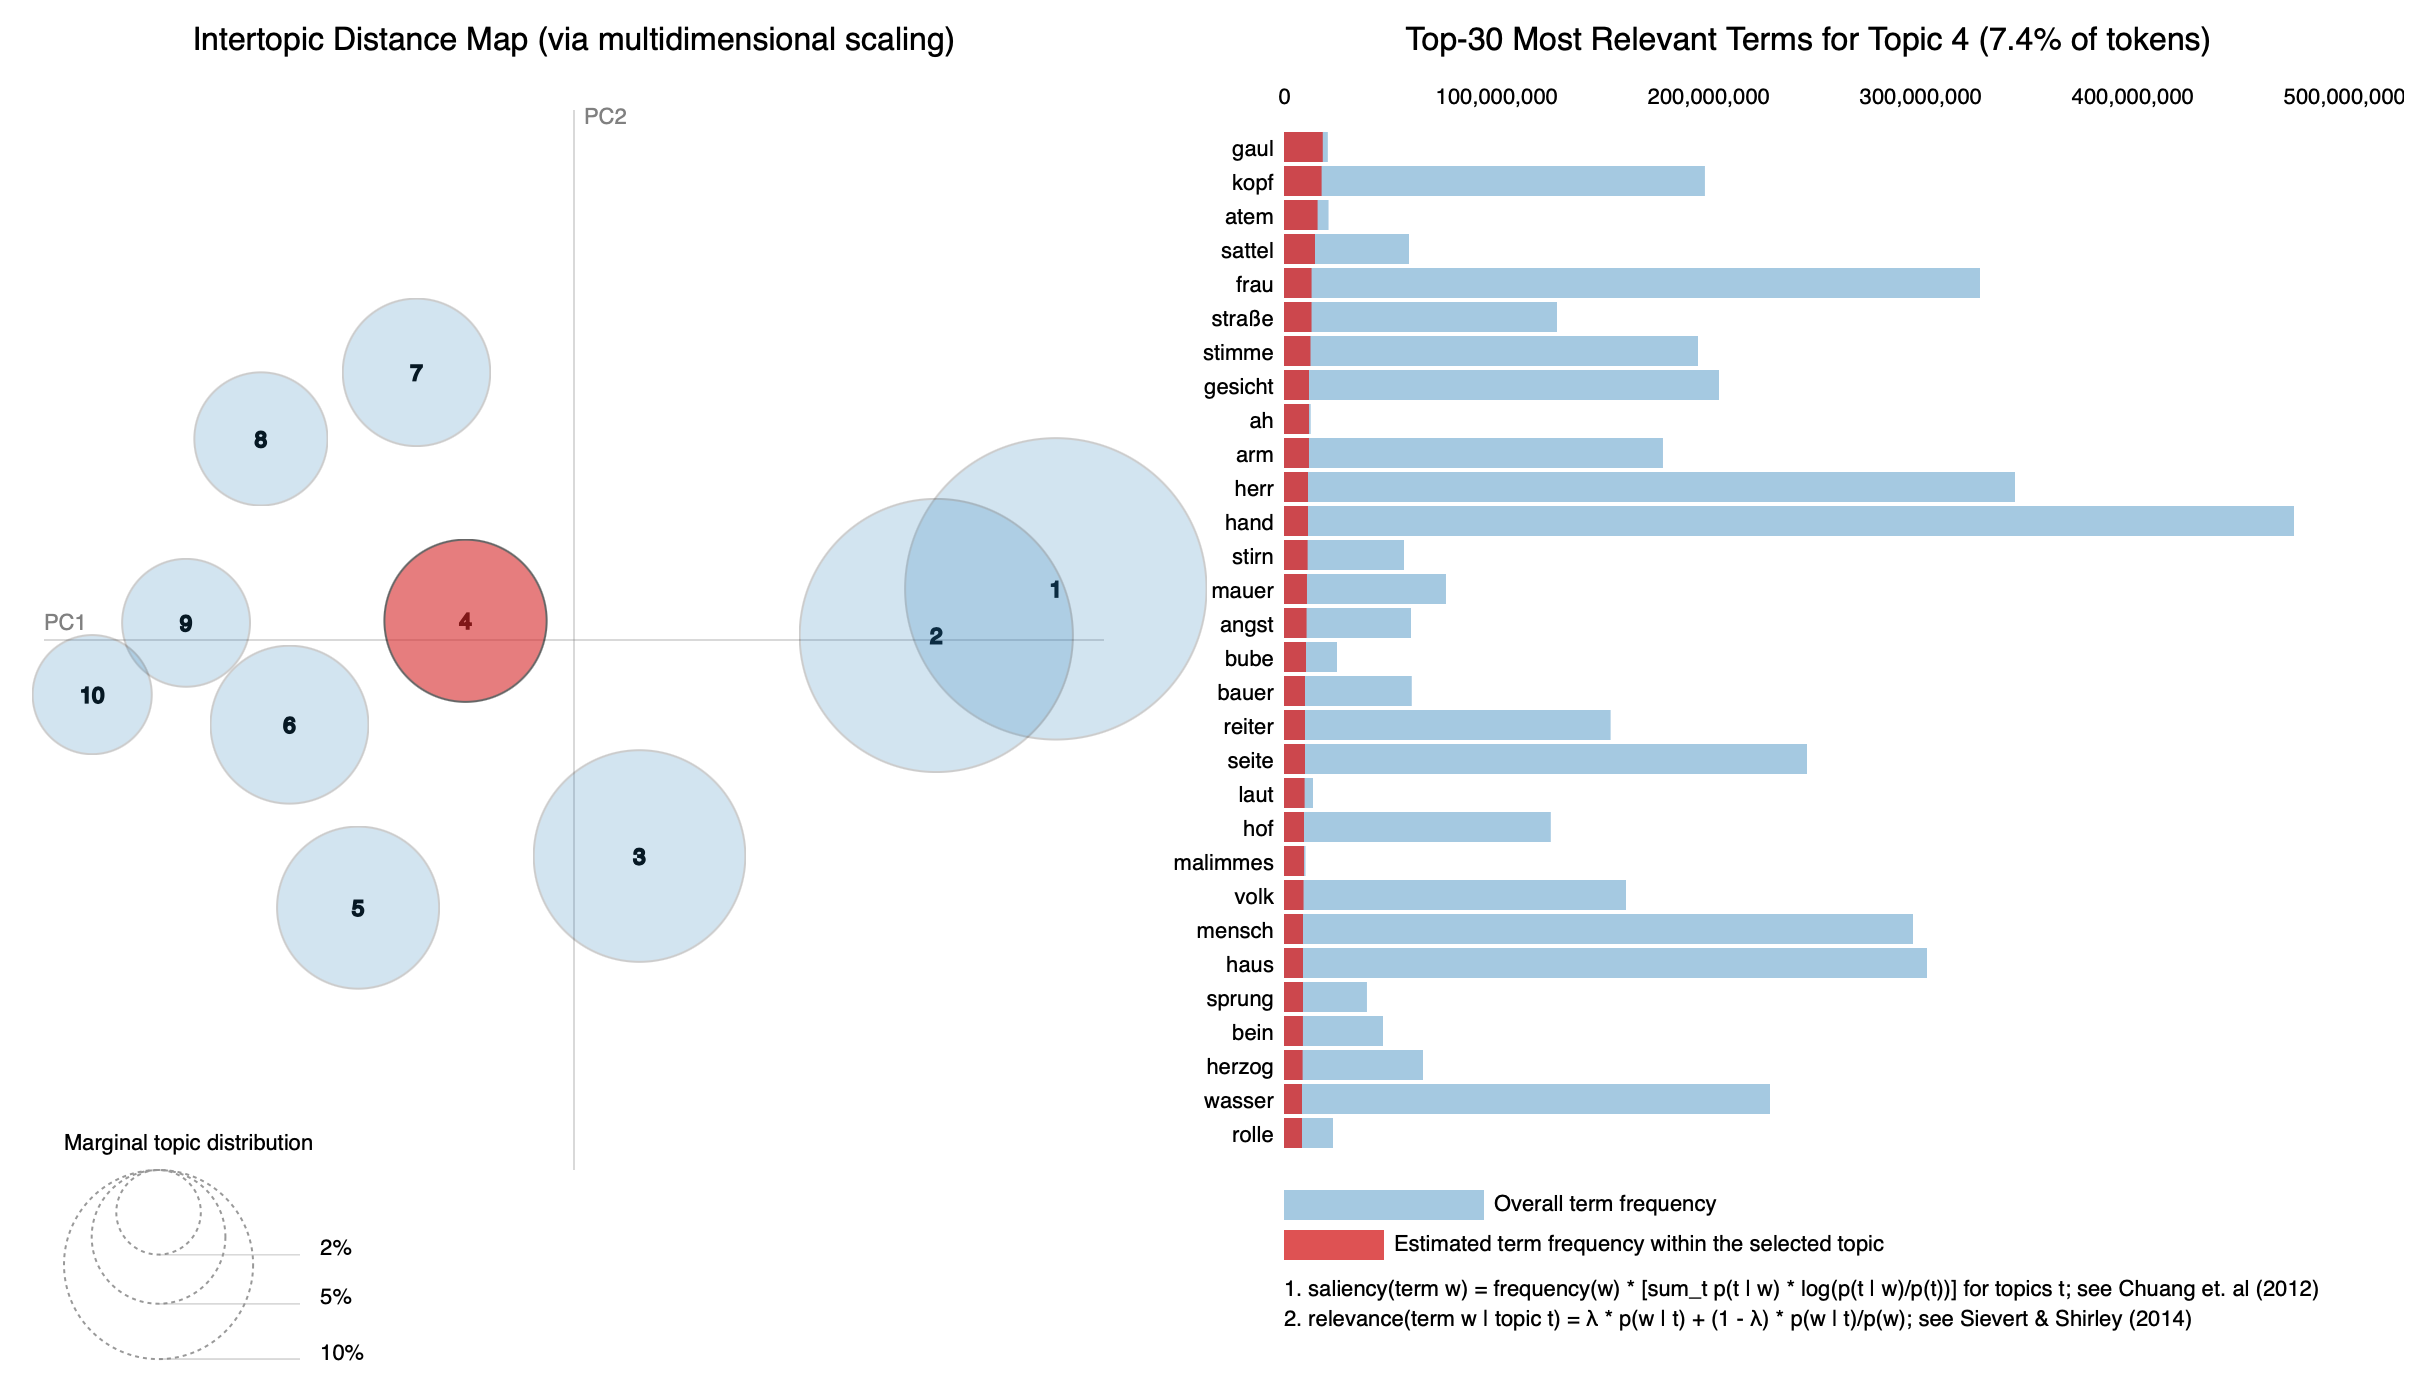 Intertopic Distance Map (via multidimensional scaling)
PC2
PC1
7
8
1
2
4
9
10
6
3
5
Marginal topic distribution
2%
5%
10%
Top-30 Most Relevant Terms for Topic 4 (7.4% of tokens)
0 100,000,000 200,000,000 300,000,000 400,000,000 500,000,000
gaul
kopf
atem
sattel
frau
straße
stimme
gesicht
ah
arm
herr
hand
stirn
mauer
angst
bube
bauer
reiter
seite
laut
hof
malimmes
volk
mensch
haus
sprung
bein
herzog
wasser
rolle
Overall term frequency
Estimated term frequency within the selected topic
1. saliency(term w) = frequency(w) * [sum_t p(t | w) * log(p(t | w)/p(t))] for topics t; see Chuang et. al (2012)
2. relevance(term w | topic t) = λ * p(w | t) + (1 - λ) * p(w | t)/p(w); see Sievert & Shirley (2014)